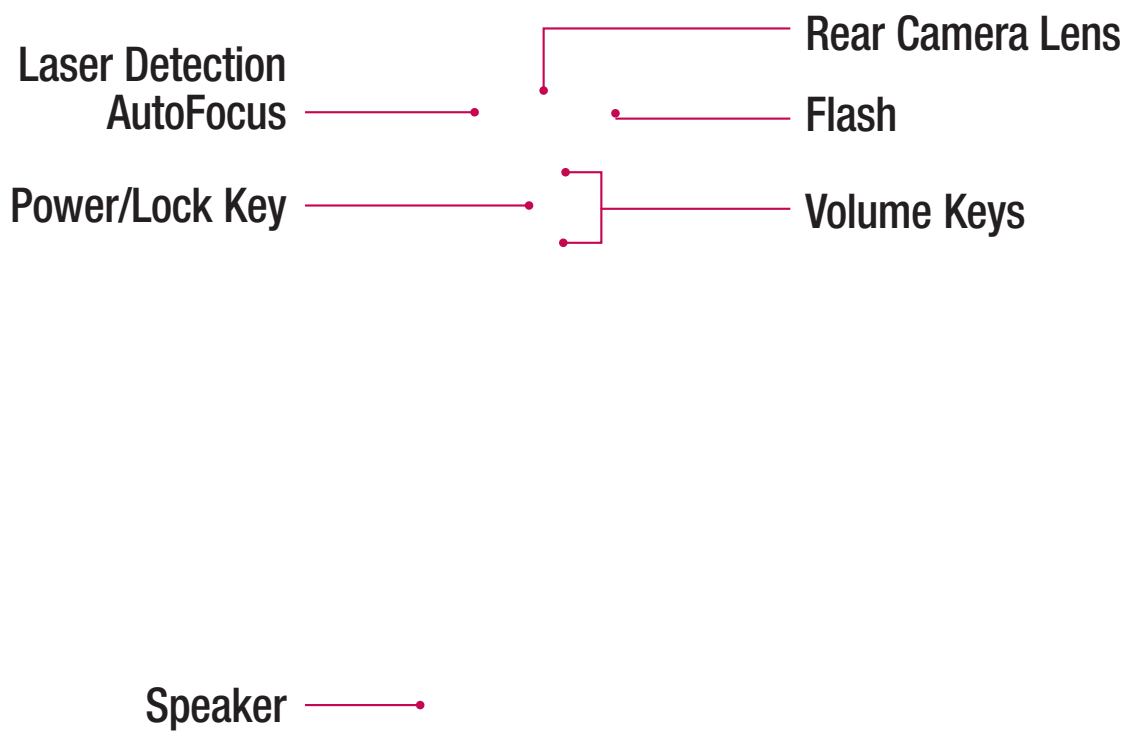 Laser Detection
AutoFocus
Power/Lock Key
Speaker
Rear Camera Lens
Flash
Volume Keys